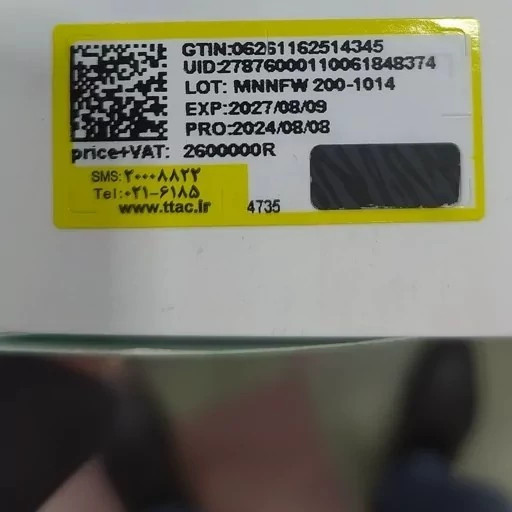 GTIN:06261162514345
UID:27876000110061848374
LOT: MNNFW 200-1014
EXP:2027/08/09
PRO:2024/08/08
price+VAT: 2600000R
SMS:۲۰۰۰۸۸۲۲
Tel:۰۲۱-۶۱۸۵
www.ttac.ir
4735